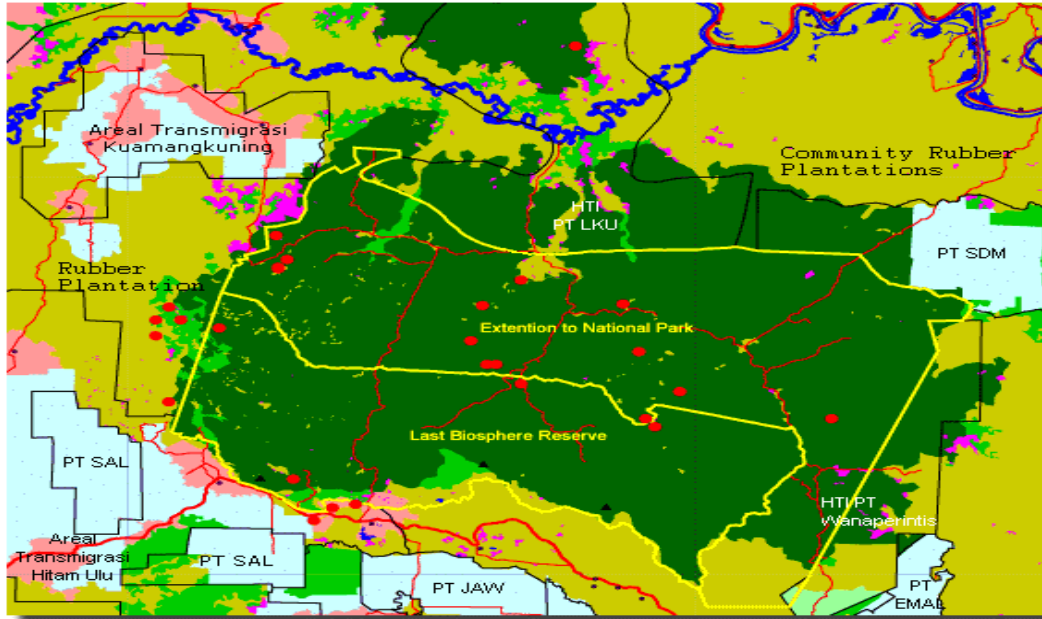 Areal Transmigrasi
Kuamangkuning
Community Rubber
Plantations
HTI
PT LKU
PT SDM
Rubber
Plantation
Extention to National Park
Last Biosphere Reserve
PT SAL
HTI PT
Wanaperintis
Areal
Transmigrasi
Hitam Ulu
PT SAL
PT JAW
PT
EMAL